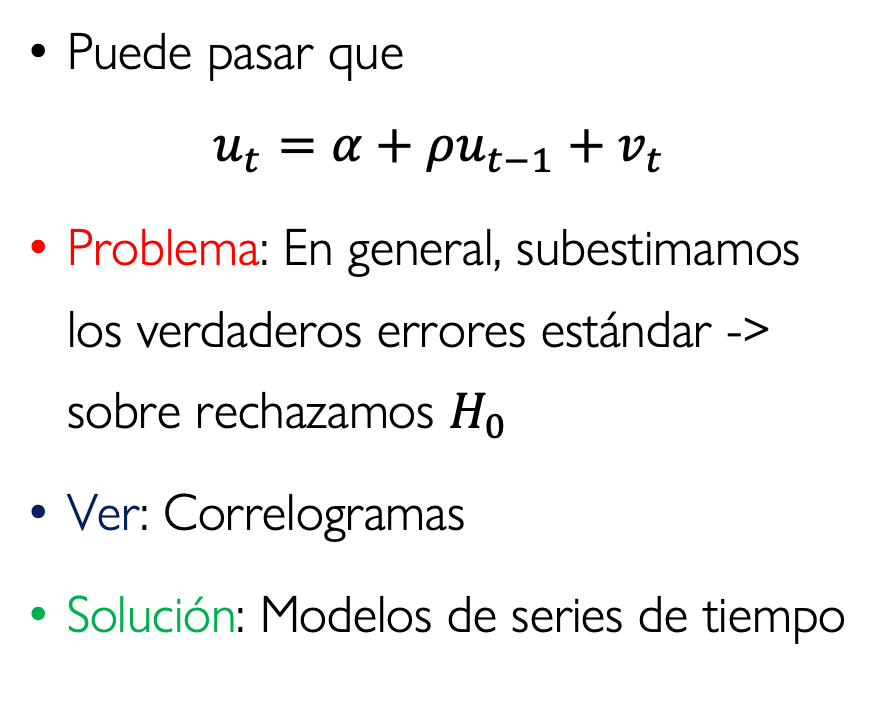 • Puede pasar que
𝑢ₜ = 𝛼 + 𝜌𝑢ₜ₋₁ + 𝑣ₜ
• Problema: En general, subestimamos
los verdaderos errores estándar ->
sobre rechazamos 𝑯₀
• Ver: Correlogramas
• Solución: Modelos de series de tiempo